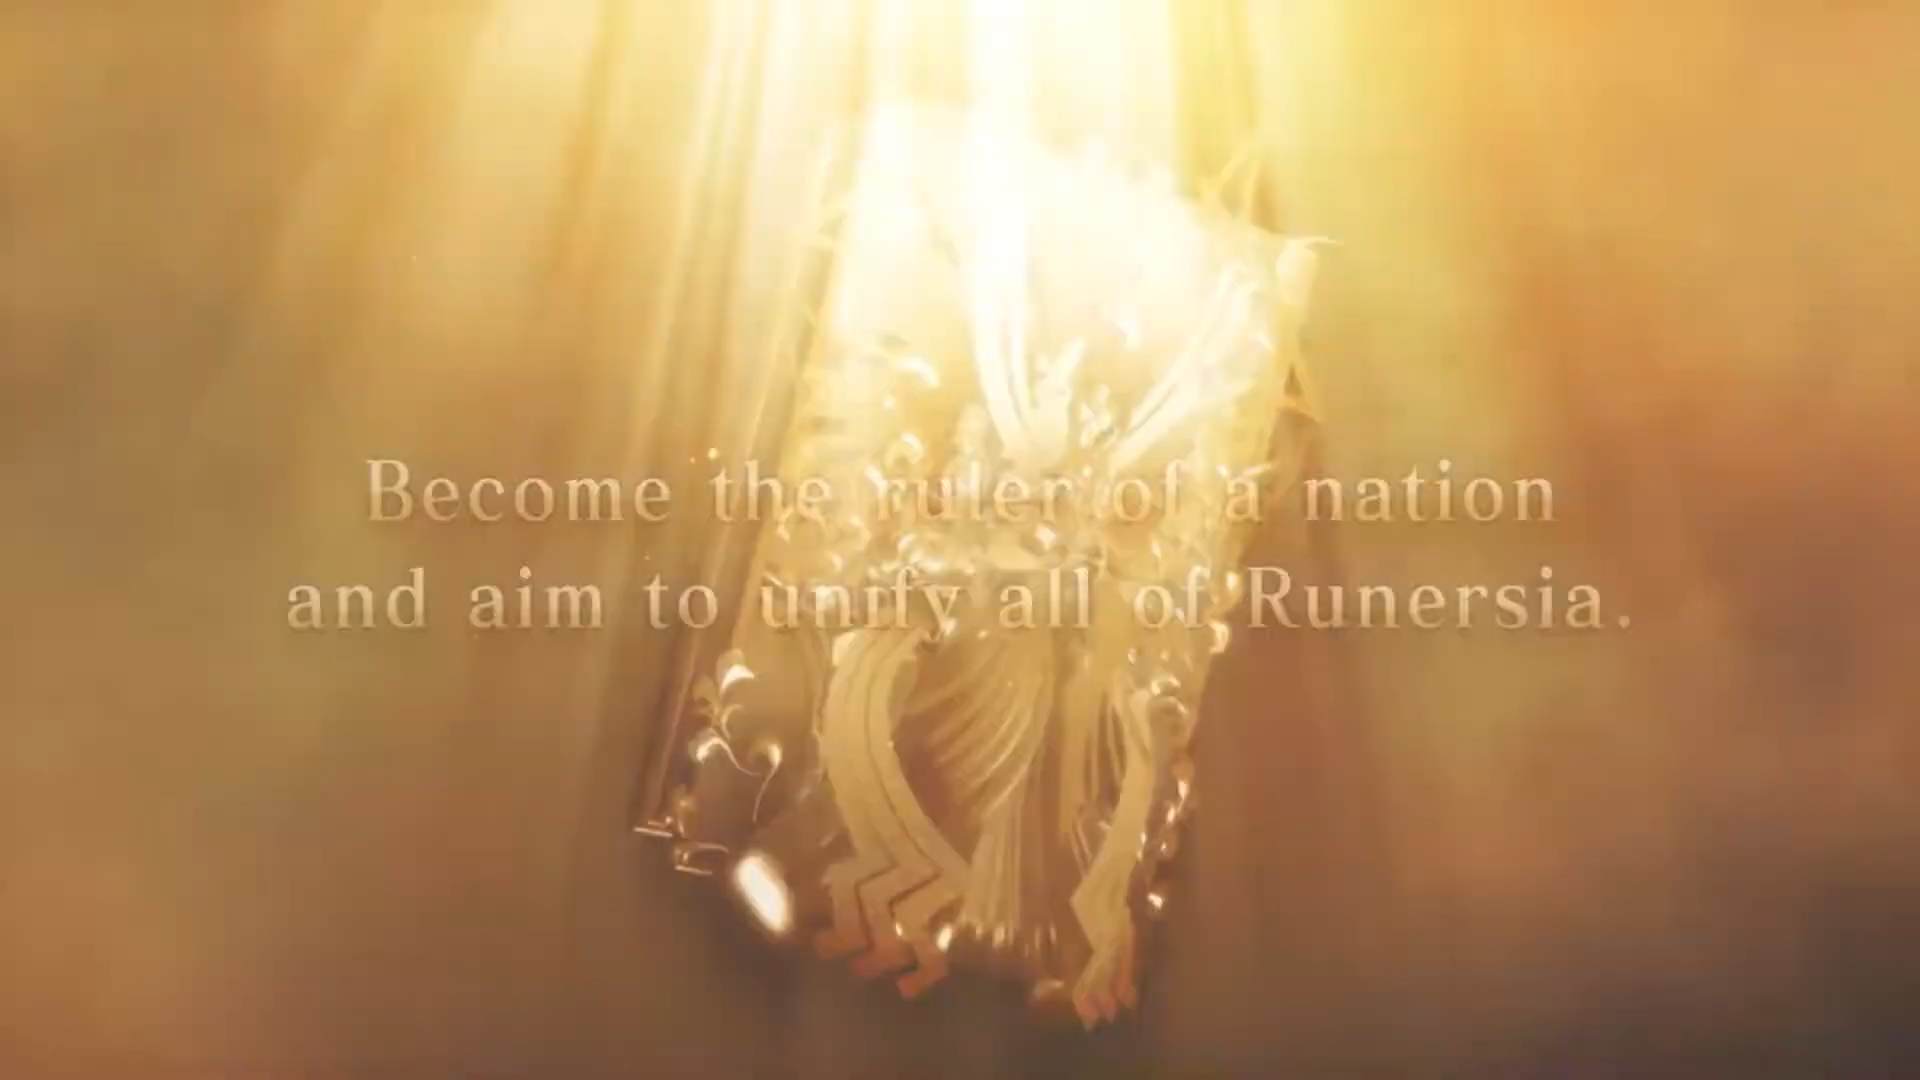 Become the ruler of a nation
and aim to unify all of Runersia.